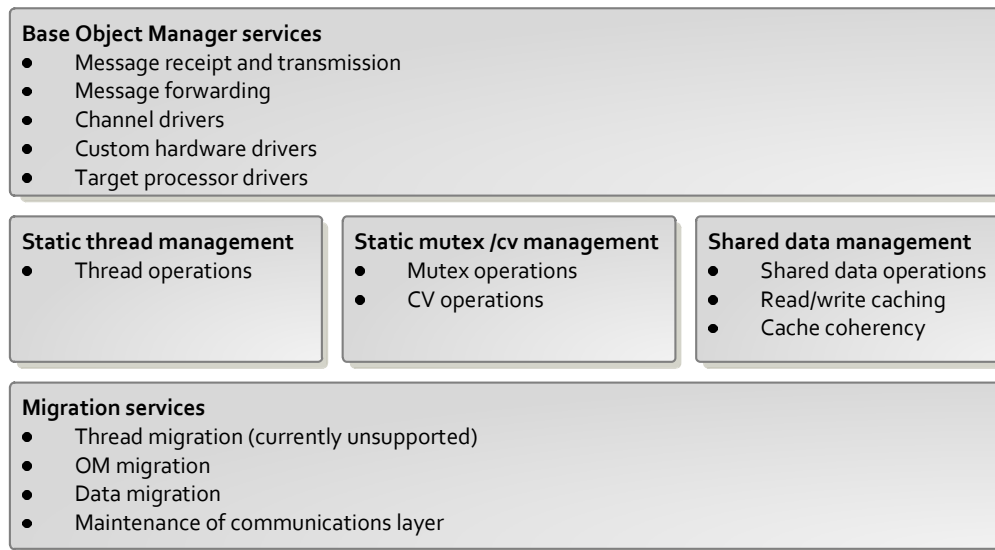 Base Object Manager services
● Message receipt and transmission
● Message forwarding
● Channel drivers
● Custom hardware drivers
● Target processor drivers
Static thread management
● Thread operations
Static mutex /cv management
● Mutex operations
● CV operations
Shared data management
● Shared data operations
● Read/write caching
● Cache coherency
Migration services
● Thread migration (currently unsupported)
● OM migration
● Data migration
● Maintenance of communications layer